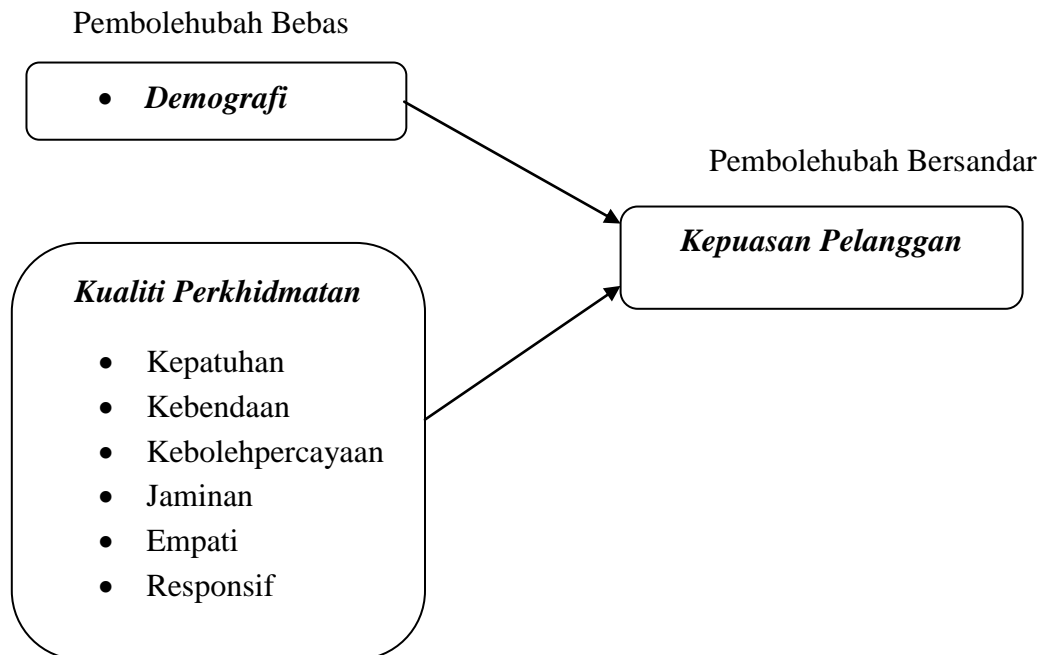 Pembolehubah Bebas
• Demografi
Pembolehubah Bersandar
Kepuasan Pelanggan
Kualiti Perkhidmatan
• Kepatuhan
• Kebendaan
• Kebolehpercayaan
• Jaminan
• Empati
• Responsif